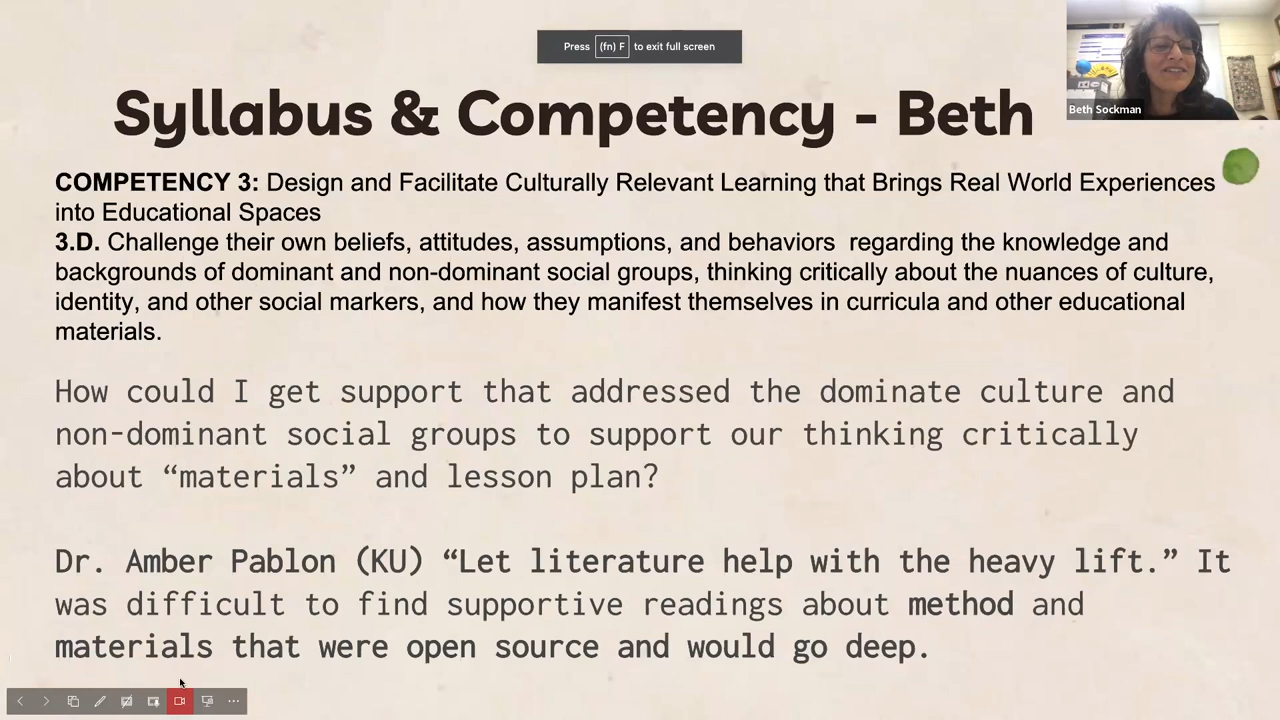 Press (fn) F to exit full screen
Syllabus & Competency - Beth
Beth Sockman
COMPETENCY 3: Design and Facilitate Culturally Relevant Learning that Brings Real World Experiences
into Educational Spaces
3.D. Challenge their own beliefs, attitudes, assumptions, and behaviors  regarding the knowledge and
backgrounds of dominant and non-dominant social groups, thinking critically about the nuances of culture,
identity, and other social markers, and how they manifest themselves in curricula and other educational
materials.
How could I get support that addressed the dominate culture and
non-dominant social groups to support our thinking critically
about “materials” and lesson plan?
Dr. Amber Pablon (KU) “Let literature help with the heavy lift.” It
was difficult to find supportive readings about method and
materials that were open source and would go deep.